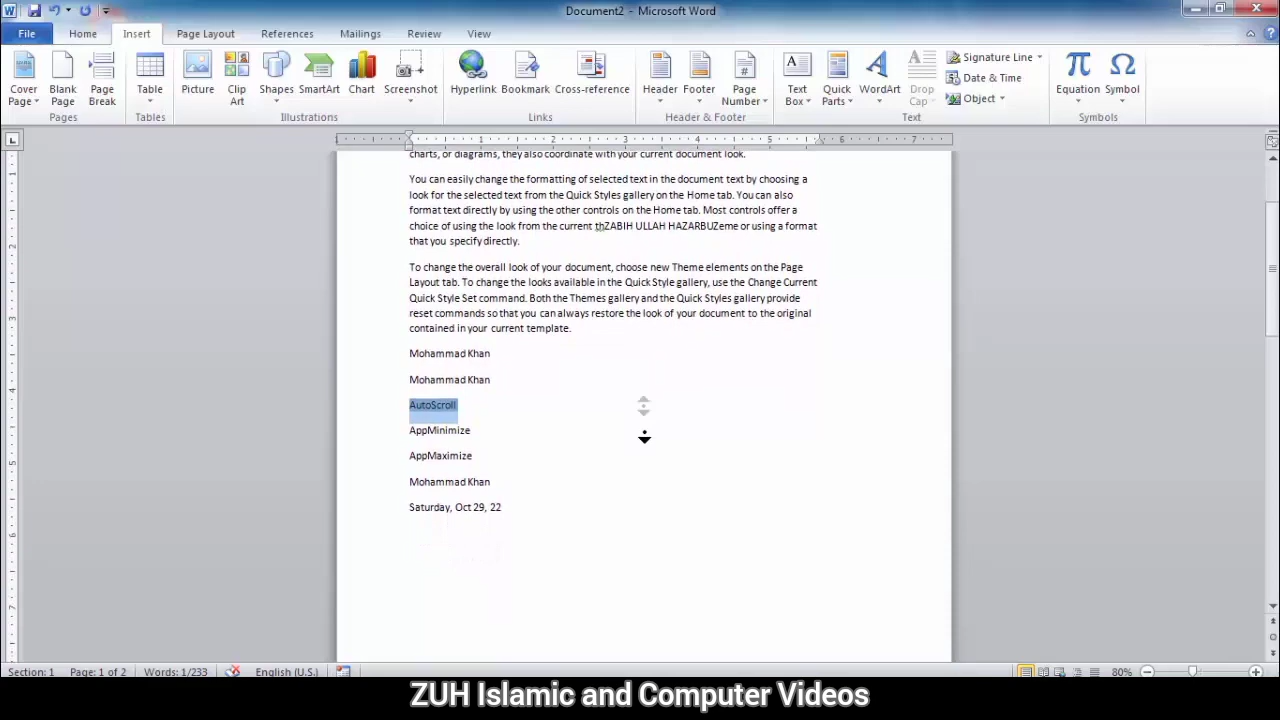 Document2 - Microsoft Word
File Home Insert Page Layout References Mailings Review View
Cover Page Blank Page Page Break Table Picture Clip Art Shapes SmartArt Chart Screenshot Hyperlink Bookmark Cross-reference Header Footer Page Number Text Box Quick Parts WordArt Drop Cap Signature Line Date & Time Object Equation Symbol
Pages Tables Illustrations Links Header & Footer Text Symbols
1 2 3 4 5 6 7
charts, or diagrams, they also coordinate with your current document look.
You can easily change the formatting of selected text in the document text by choosing a
look for the selected text from the Quick Styles gallery on the Home tab. You can also
format text directly by using the other controls on the Home tab. Most controls offer a
choice of using the look from the current thZABIH ULLAH HAZARBUZeme or using a format
that you specify directly.
To change the overall look of your document, choose new Theme elements on the Page
Layout tab. To change the looks available in the Quick Style gallery, use the Change Current
Quick Style Set command. Both the Themes gallery and the Quick Styles gallery provide
reset commands so that you can always restore the look of your document to the original
contained in your current template.
Mohammad Khan
Mohammad Khan
AutoScroll
AppMinimize
AppMaximize
Mohammad Khan
Saturday, Oct 29, 22
Section: 1 Page: 1 of 2 Words: 1/233 English (U.S.) 80%
ZUH Islamic and Computer Videos